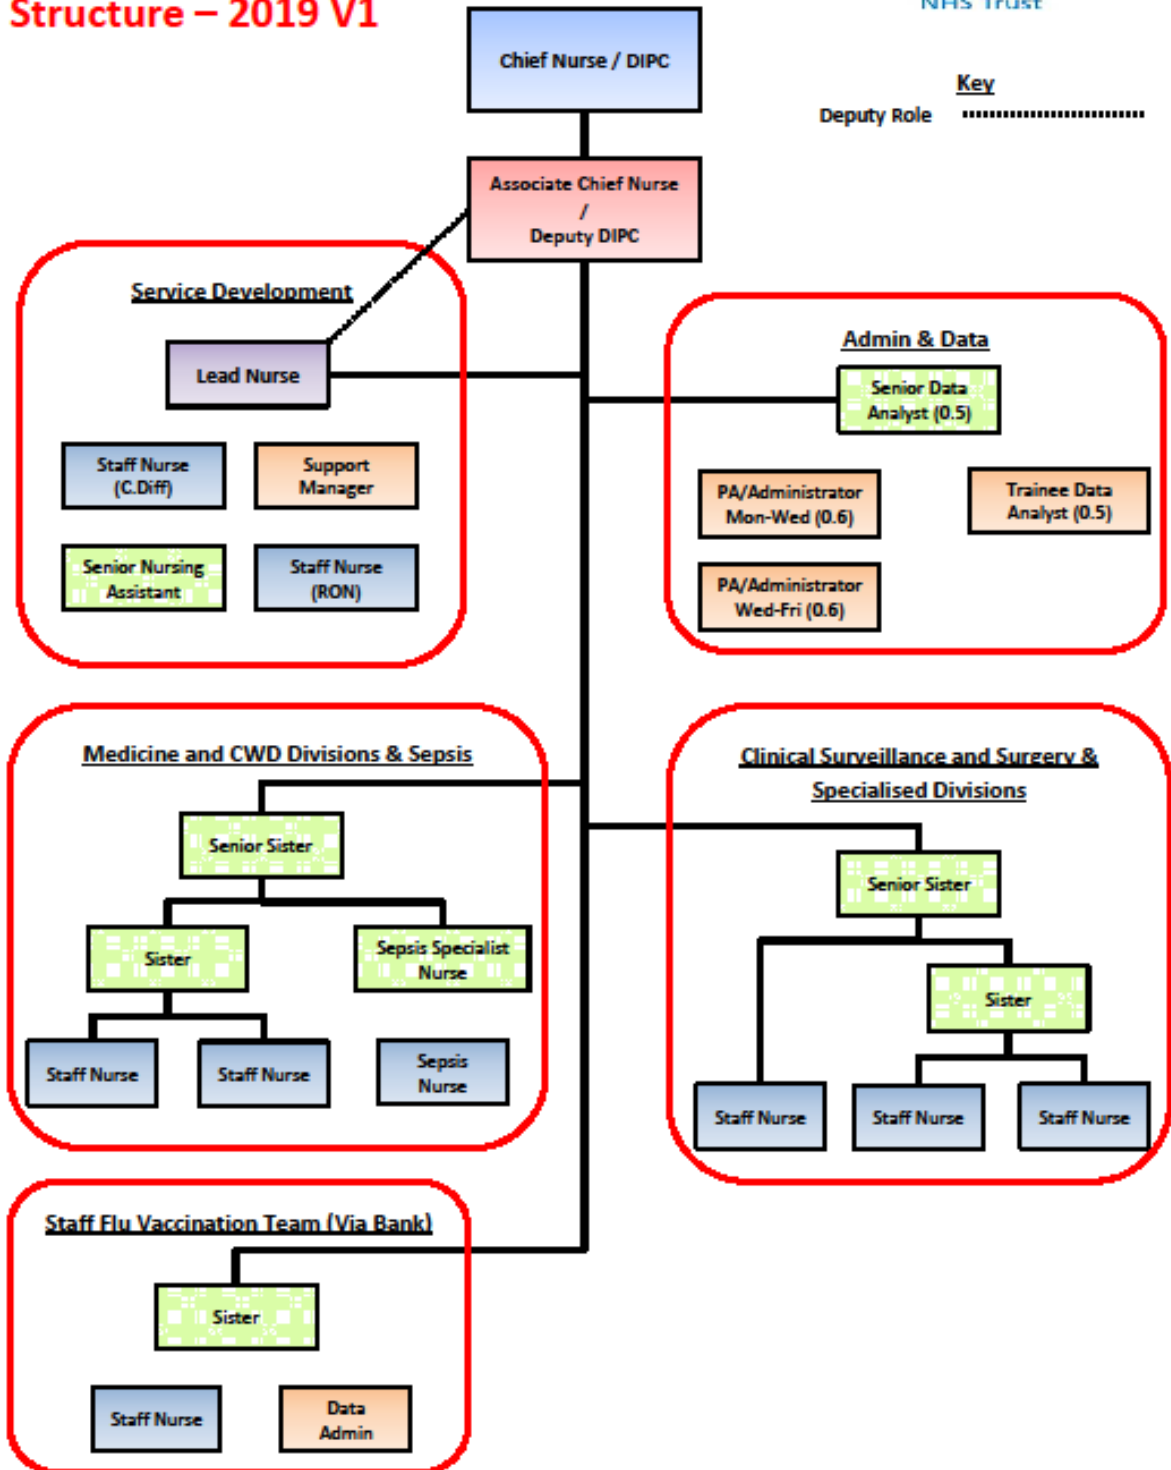 Structure – 2019 V1
NHS Trust
Chief Nurse / DIPC
Key
Deputy Role
Associate Chief Nurse
/
Deputy DIPC
Service Development
Lead Nurse
Staff Nurse
(C.Diff)
Support
Manager
Senior Nursing
Assistant
Staff Nurse
(RON)
Admin & Data
Senior Data
Analyst (0.5)
PA/Administrator
Mon-Wed (0.6)
Trainee Data
Analyst (0.5)
PA/Administrator
Wed-Fri (0.6)
Medicine and CWD Divisions & Sepsis
Senior Sister
Sister
Sepsis Specialist
Nurse
Staff Nurse
Staff Nurse
Sepsis
Nurse
Clinical Surveillance and Surgery &
Specialised Divisions
Senior Sister
Sister
Staff Nurse
Staff Nurse
Staff Nurse
Staff Flu Vaccination Team (Via Bank)
Sister
Staff Nurse
Data
Admin